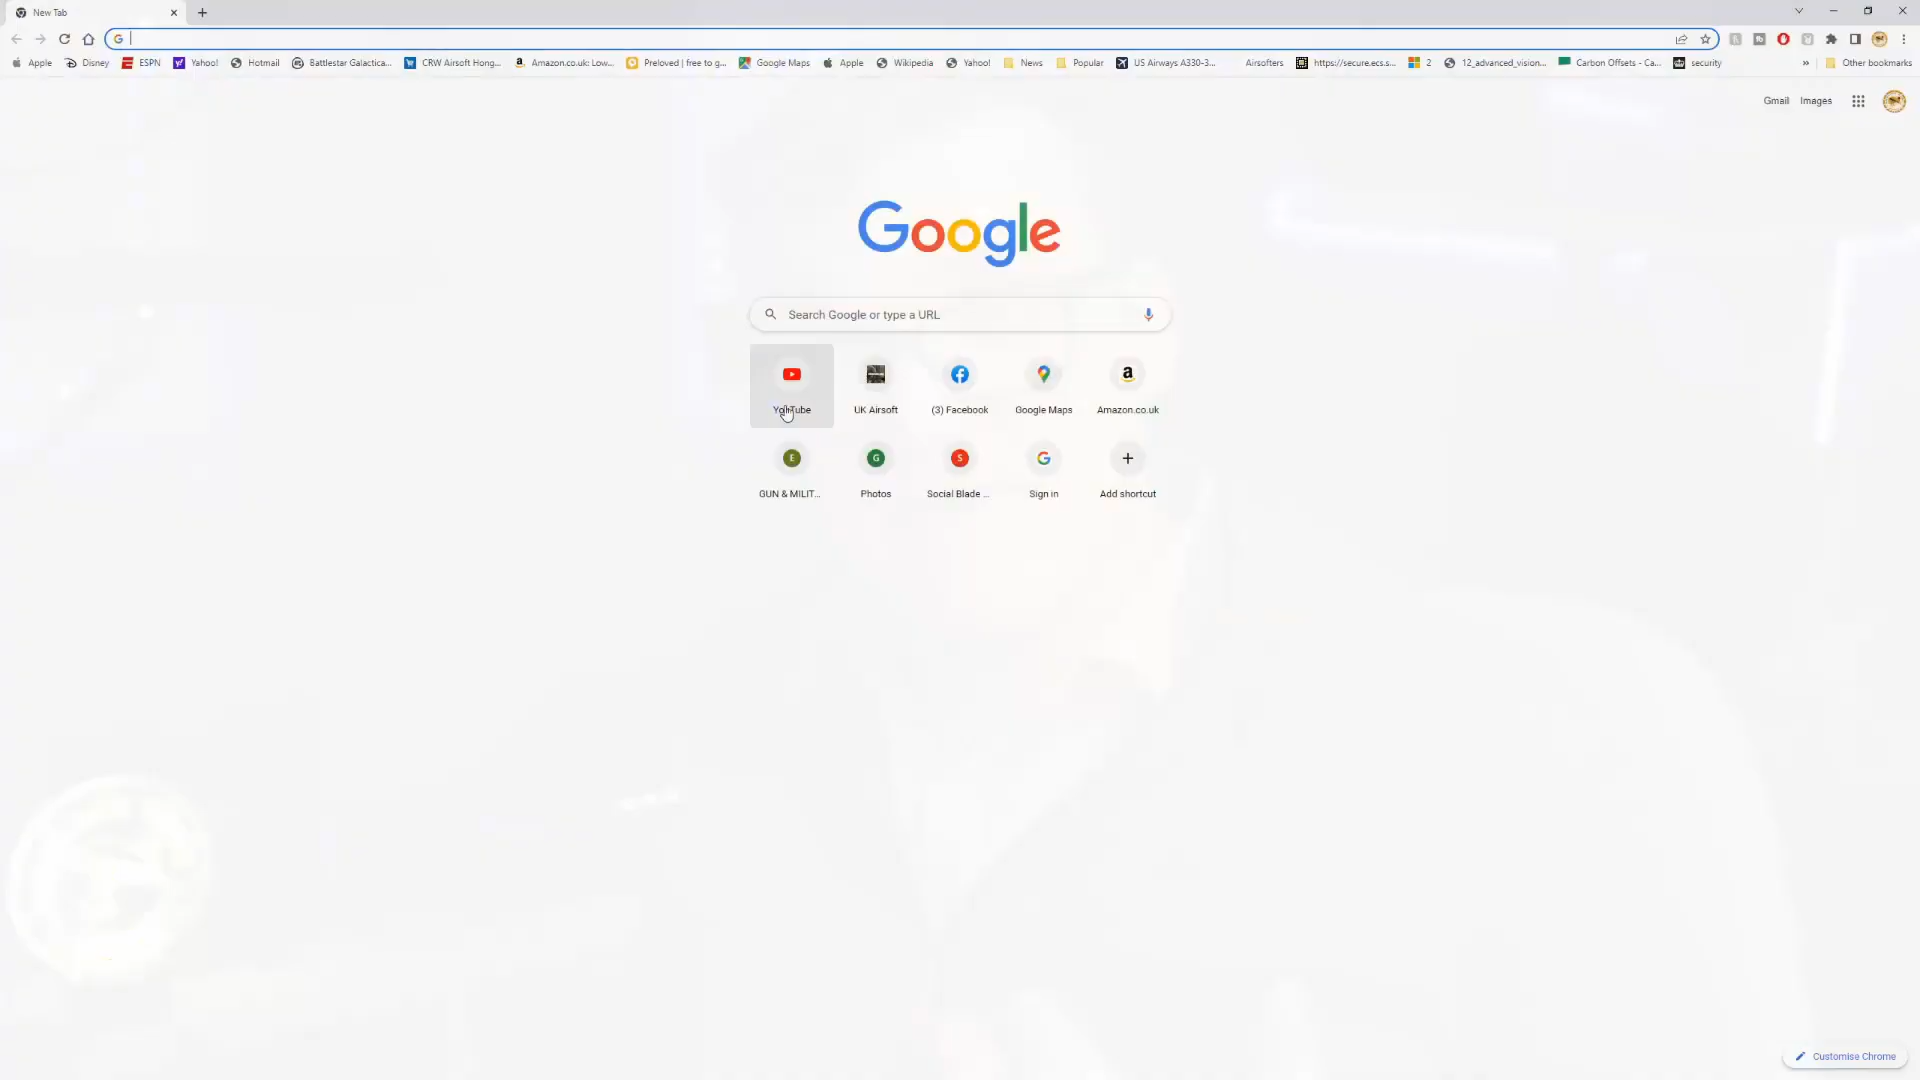 New Tab
Apple Disney ESPN Yahoo! Hotmail Battlestar Galactica... CRW Airsoft Hong... Amazon.co.uk: Low... Preloved | free to g... Google Maps Apple Wikipedia Yahoo! News Popular US Airways A330-3... Airsofters https://secure.ecs.s... 2 12_advanced_vision... Carbon Offsets - Ca... security » Other bookmarks
Gmail Images
Google
Search Google or type a URL
YouTube UK Airsoft (3) Facebook Google Maps Amazon.co.uk
GUN & MILIT... Photos Social Blade ... Sign in Add shortcut
Customise Chrome